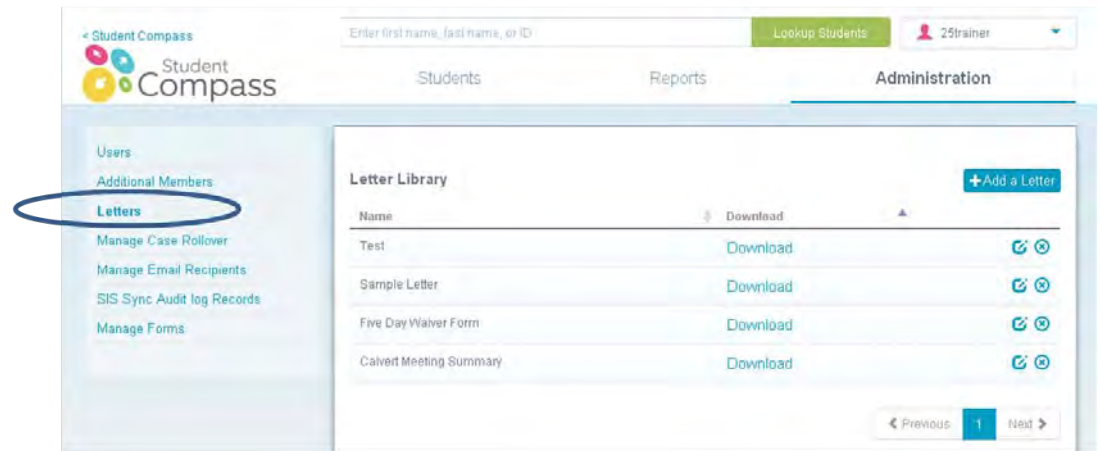 < Student Compass
Enter first name, last name, or ID
Lookup Students
25trainer
Student
Compass
Students
Reports
Administration
Users
Additional Members
Letters
Manage Case Rollover
Manage Email Recipients
SIS Sync Audit log Records
Manage Forms
Letter Library
+Add a Letter
Name
Download
Test
Download
Sample Letter
Download
Five Day Waiver Form
Download
Calvert Meeting Summary
Download
Previous
1
Next